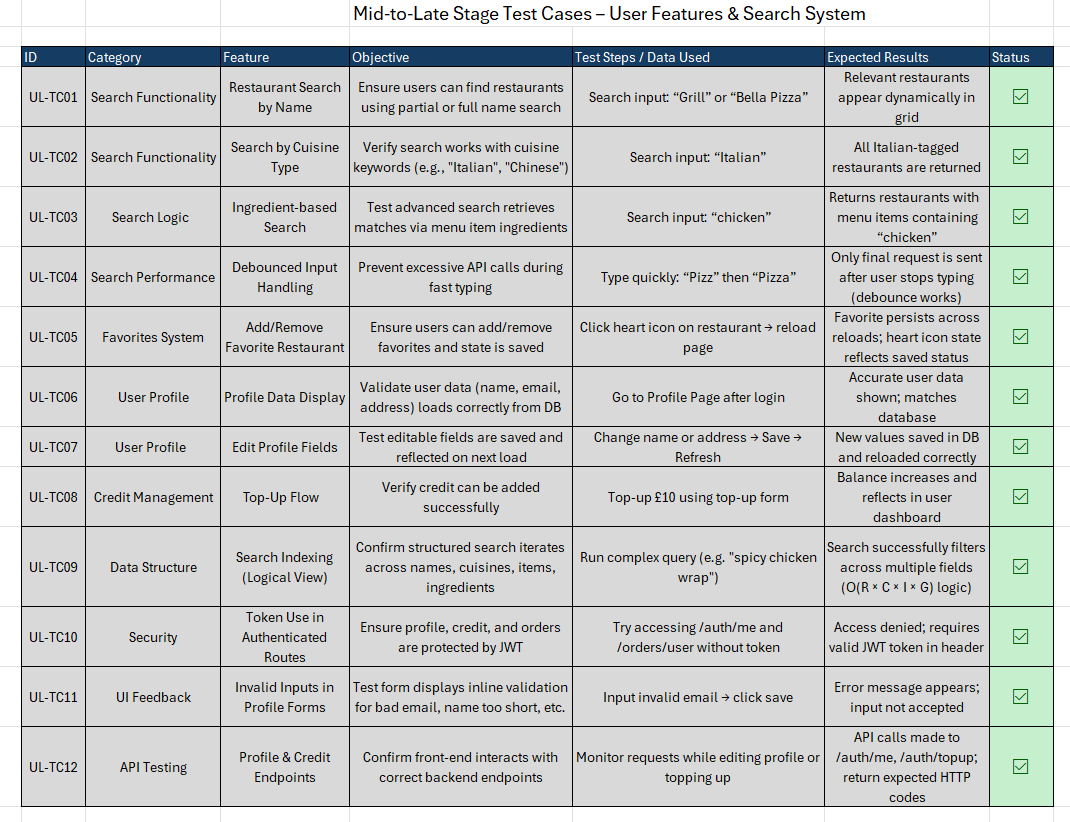 Mid-to-Late Stage Test Cases – User Features & Search System
ID Category Feature Objective Test Steps / Data Used Expected Results Status
UL-TC01
Search Functionality
Restaurant Search
by Name
Ensure users can find restaurants
using partial or full name search
Search input: “Grill” or “Bella Pizza”
Relevant restaurants
appear dynamically in
grid
☑
UL-TC02
Search Functionality
Search by Cuisine
Type
Verify search works with cuisine
keywords (e.g., "Italian", "Chinese")
Search input: “Italian”
All Italian-tagged
restaurants are returned
☑
UL-TC03
Search Logic
Ingredient-based
Search
Test advanced search retrieves
matches via menu item ingredients
Search input: “chicken”
Returns restaurants with
menu items containing
“chicken”
☑
UL-TC04
Search Performance
Debounced Input
Handling
Prevent excessive API calls during
fast typing
Type quickly: “Pizz” then “Pizza”
Only final request is sent
after user stops typing
(debounce works)
☑
UL-TC05
Favorites System
Add/Remove
Favorite Restaurant
Ensure users can add/remove
favorites and state is saved
Click heart icon on restaurant → reload
page
Favorite persists across
reloads; heart icon state
reflects saved status
☑
UL-TC06
User Profile
Profile Data Display
Validate user data (name, email,
address) loads correctly from DB
Go to Profile Page after login
Accurate user data
shown; matches
database
☑
UL-TC07
User Profile
Edit Profile Fields
Test editable fields are saved and
reflected on next load
Change name or address → Save →
Refresh
New values saved in DB
and reloaded correctly
☑
UL-TC08
Credit Management
Top-Up Flow
Verify credit can be added
successfully
Top-up £10 using top-up form
Balance increases and
reflects in user
dashboard
☑
UL-TC09
Data Structure
Search Indexing
(Logical View)
Confirm structured search iterates
across names, cuisines, items,
ingredients
Run complex query (e.g. "spicy chicken
wrap")
Search successfully filters
across multiple fields
(O(R × C × I × G) logic)
☑
UL-TC10
Security
Token Use in
Authenticated
Routes
Ensure profile, credit, and orders
are protected by JWT
Try accessing /auth/me and
/orders/user without token
Access denied; requires
valid JWT token in header
☑
UL-TC11
UI Feedback
Invalid Inputs in
Profile Forms
Test form displays inline validation
for bad email, name too short, etc.
Input invalid email → click save
Error message appears;
input not accepted
☑
UL-TC12
API Testing
Profile & Credit
Endpoints
Confirm front-end interacts with
correct backend endpoints
Monitor requests while editing profile or
topping up
API calls made to
/auth/me, /auth/topup;
return expected HTTP
codes
☑